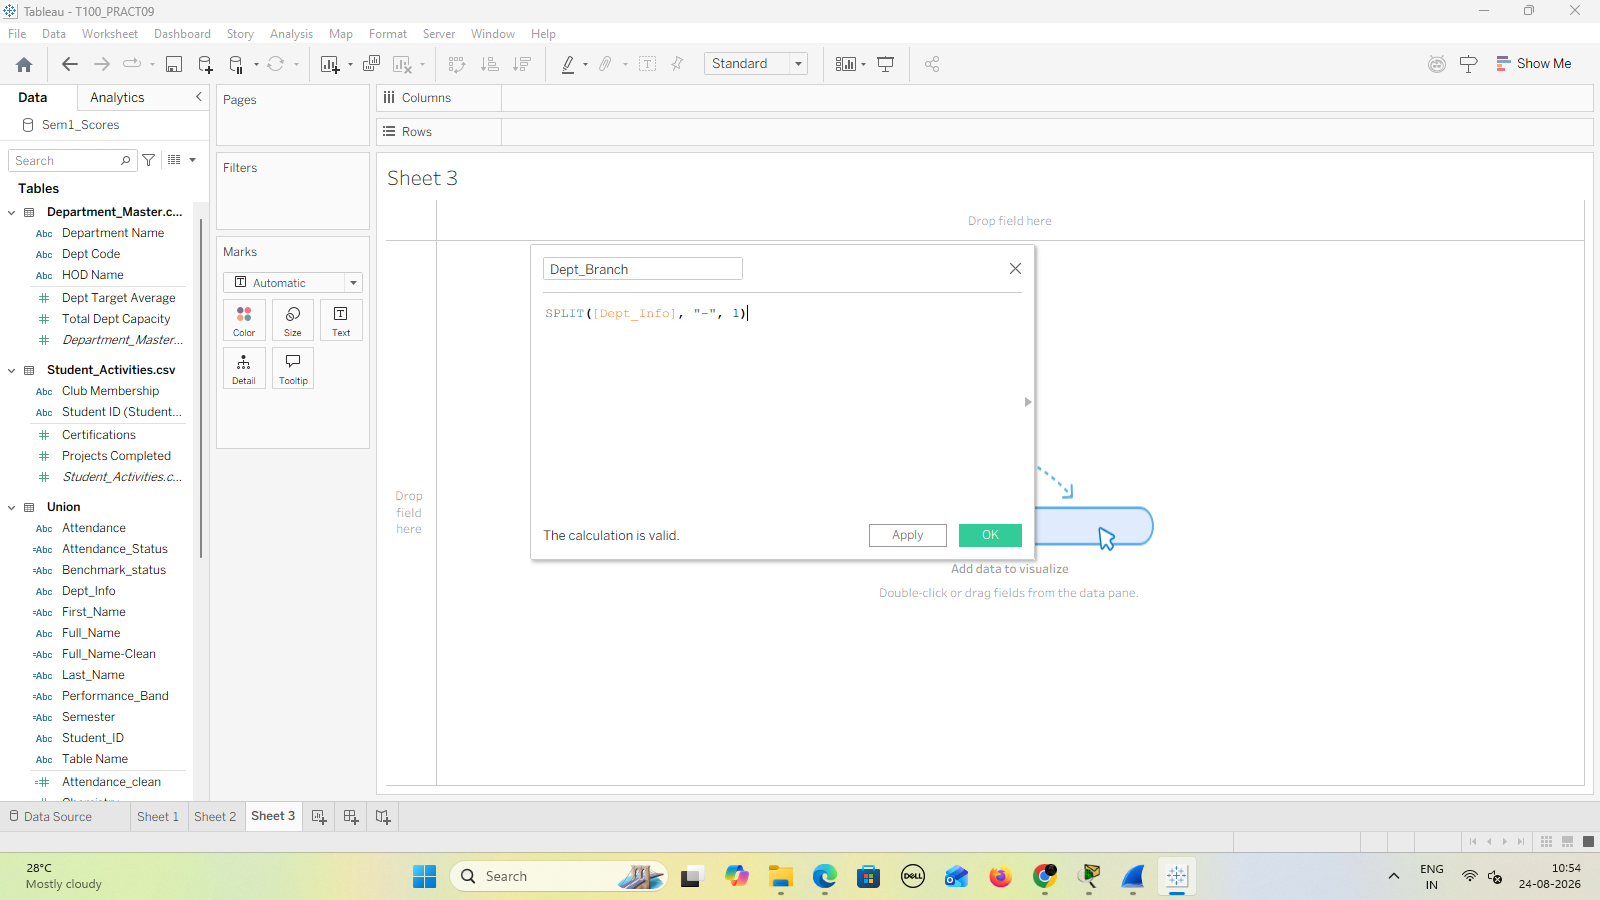 Tableau - T100_PRACT09
File Data Worksheet Dashboard Story Analysis Map Format Server Window Help
Standard
Show Me
Data Analytics
Sem1_Scores
Search
Tables
Department_Master.c...
Abc Department Name
Abc Dept Code
Abc HOD Name
Dept Target Average
Total Dept Capacity
Department_Master...
Student_Activities.csv
Abc Club Membership
Abc Student ID (Student...
Certifications
Projects Completed
Student_Activities.c...
Union
Abc Attendance
=Abc Attendance_Status
=Abc Benchmark_status
Abc Dept_Info
=Abc First_Name
Abc Full_Name
=Abc Full_Name-Clean
=Abc Last_Name
=Abc Performance_Band
=Abc Semester
Abc Student_ID
Abc Table Name
=# Attendance_clean
Pages
Filters
Marks
Automatic
Color Size Text
Detail Tooltip
Columns
Rows
Sheet 3
Drop field here
Drop
field
here
Dept_Branch
SPLIT([Dept_Info], "-", 1)
The calculation is valid.
Apply OK
Add data to visualize
Double-click or drag fields from the data pane.
Data Source Sheet 1 Sheet 2 Sheet 3
28°C
Mostly cloudy
Search
DELL
ENG
IN
10:54
24-08-2026